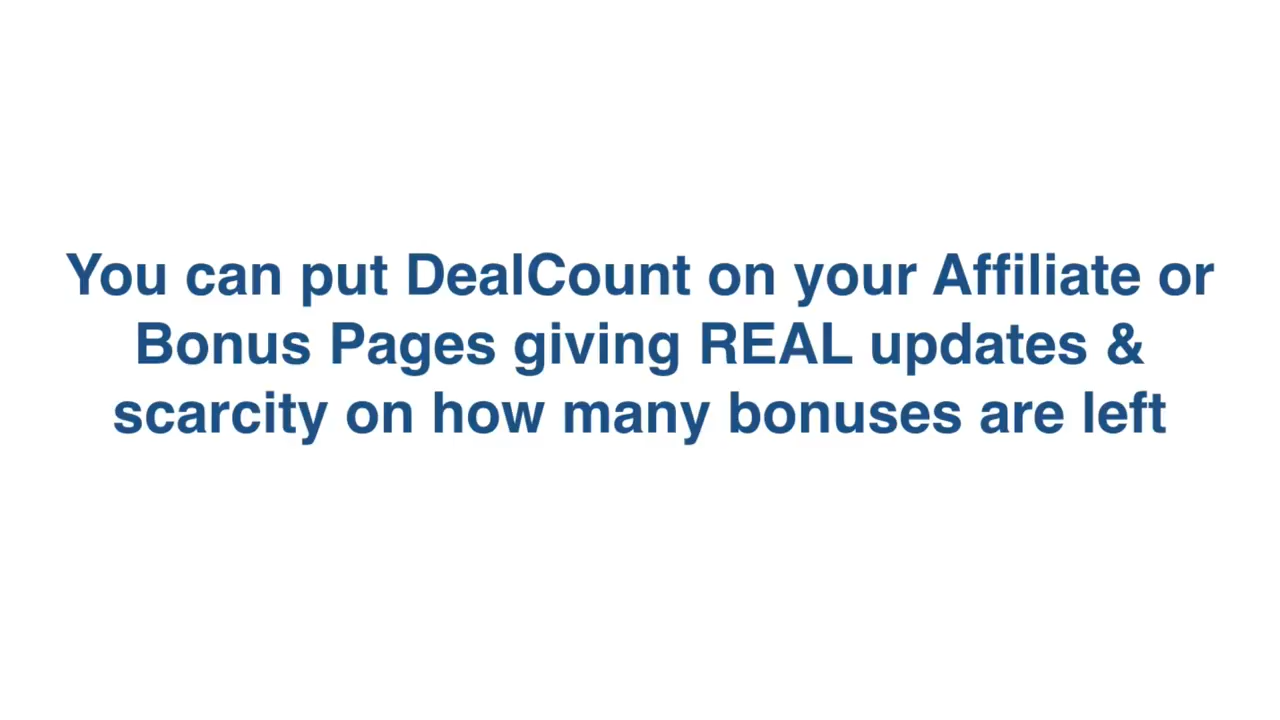 You can put DealCount on your Affiliate or
Bonus Pages giving REAL updates &
scarcity on how many bonuses are left